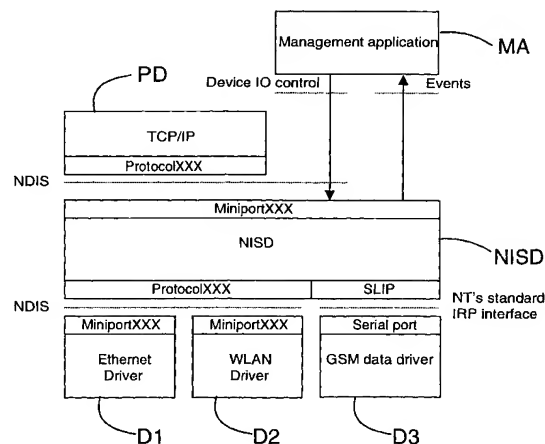 Management application
MA
PD
Device IO control
Events
TCP/IP
ProtocolXXX
NDIS
MiniportXXX
NISD
NISD
ProtocolXXX
SLIP
NDIS
NT's standard
IRP interface
MiniportXXX
MiniportXXX
Serial port
Ethernet
Driver
WLAN
Driver
GSM data driver
D1
D2
D3